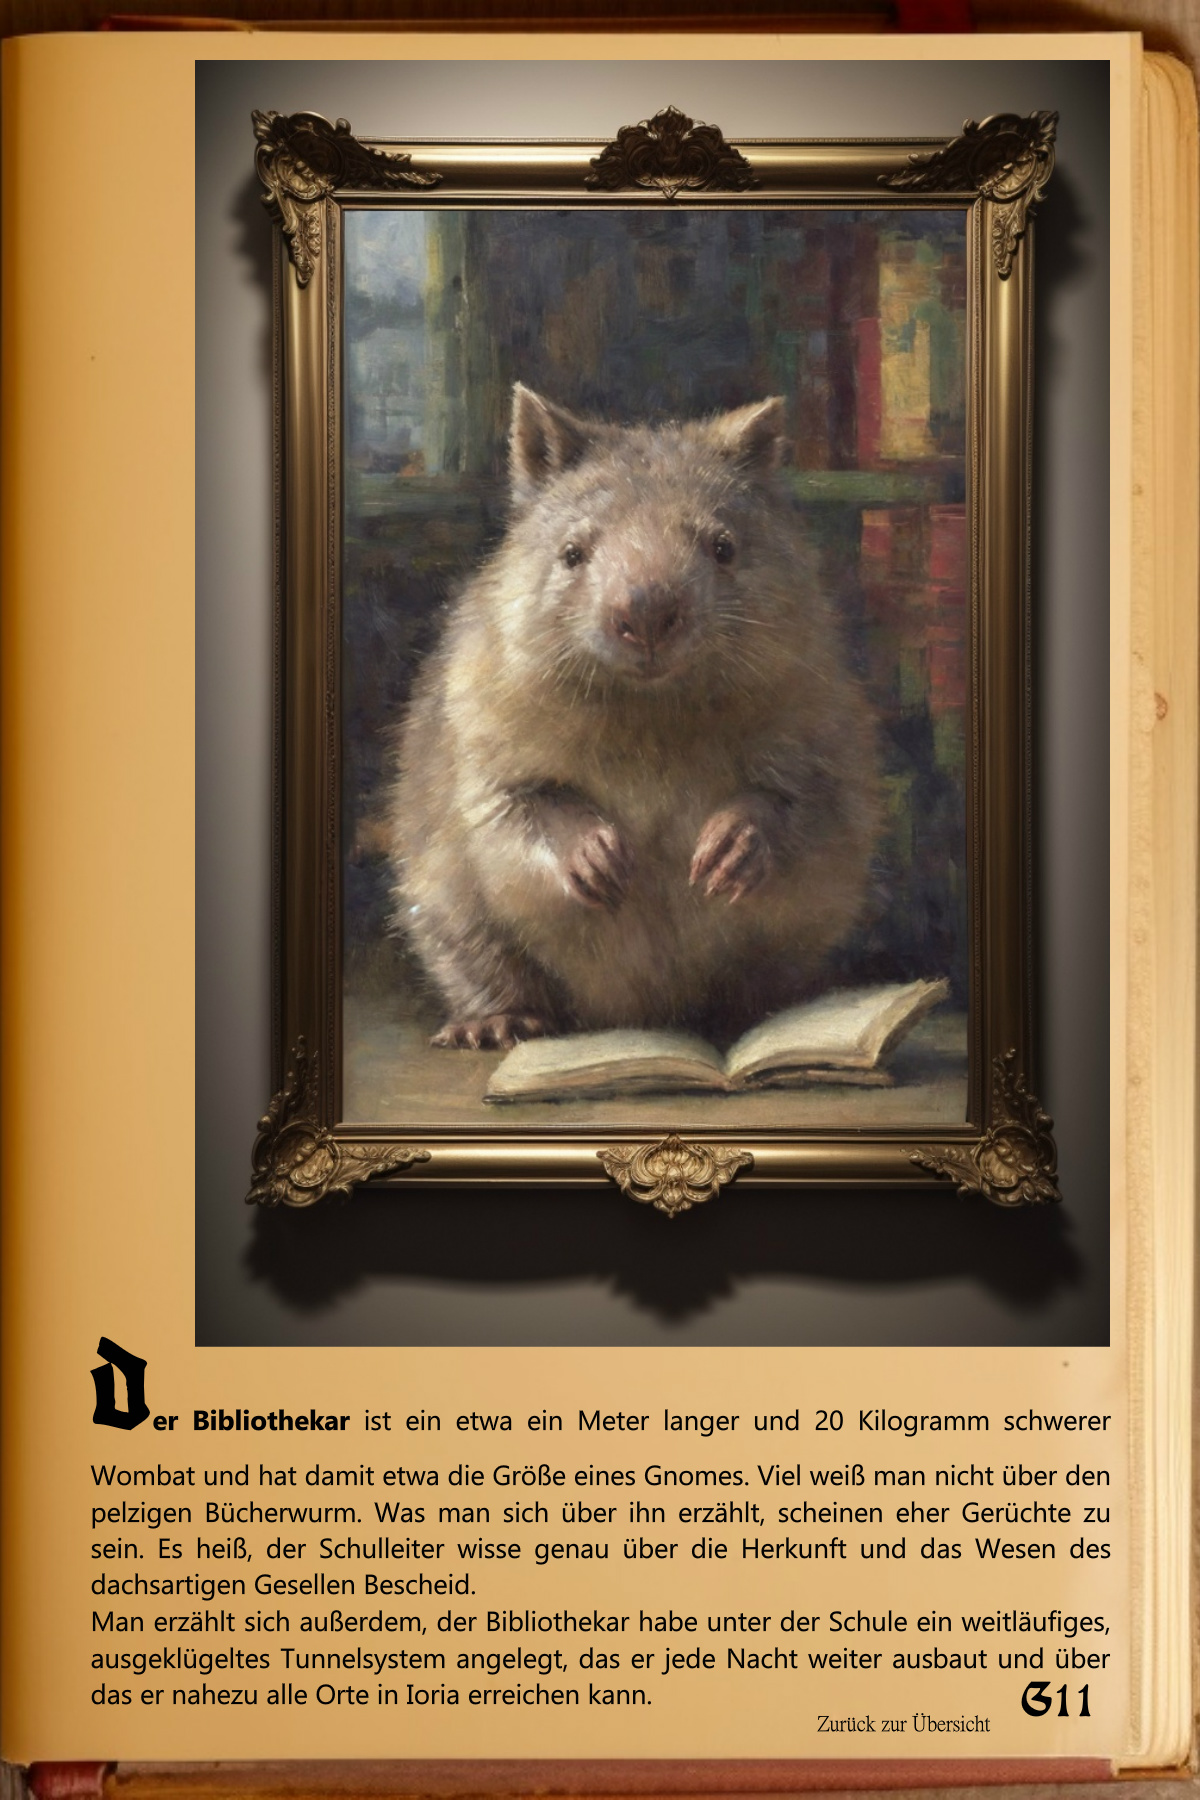 Der Bibliothekar ist ein etwa ein Meter langer und 20 Kilogramm schwerer
Wombat und hat damit etwa die Größe eines Gnomes. Viel weiß man nicht über den
pelzigen Bücherwurm. Was man sich über ihn erzählt, scheinen eher Gerüchte zu
sein. Es heiß, der Schulleiter wisse genau über die Herkunft und das Wesen des
dachsartigen Gesellen Bescheid.
Man erzählt sich außerdem, der Bibliothekar habe unter der Schule ein weitläufiges,
ausgeklügeltes Tunnelsystem angelegt, das er jede Nacht weiter ausbaut und über
das er nahezu alle Orte in Ioria erreichen kann.
Zurück zur Übersicht
G11